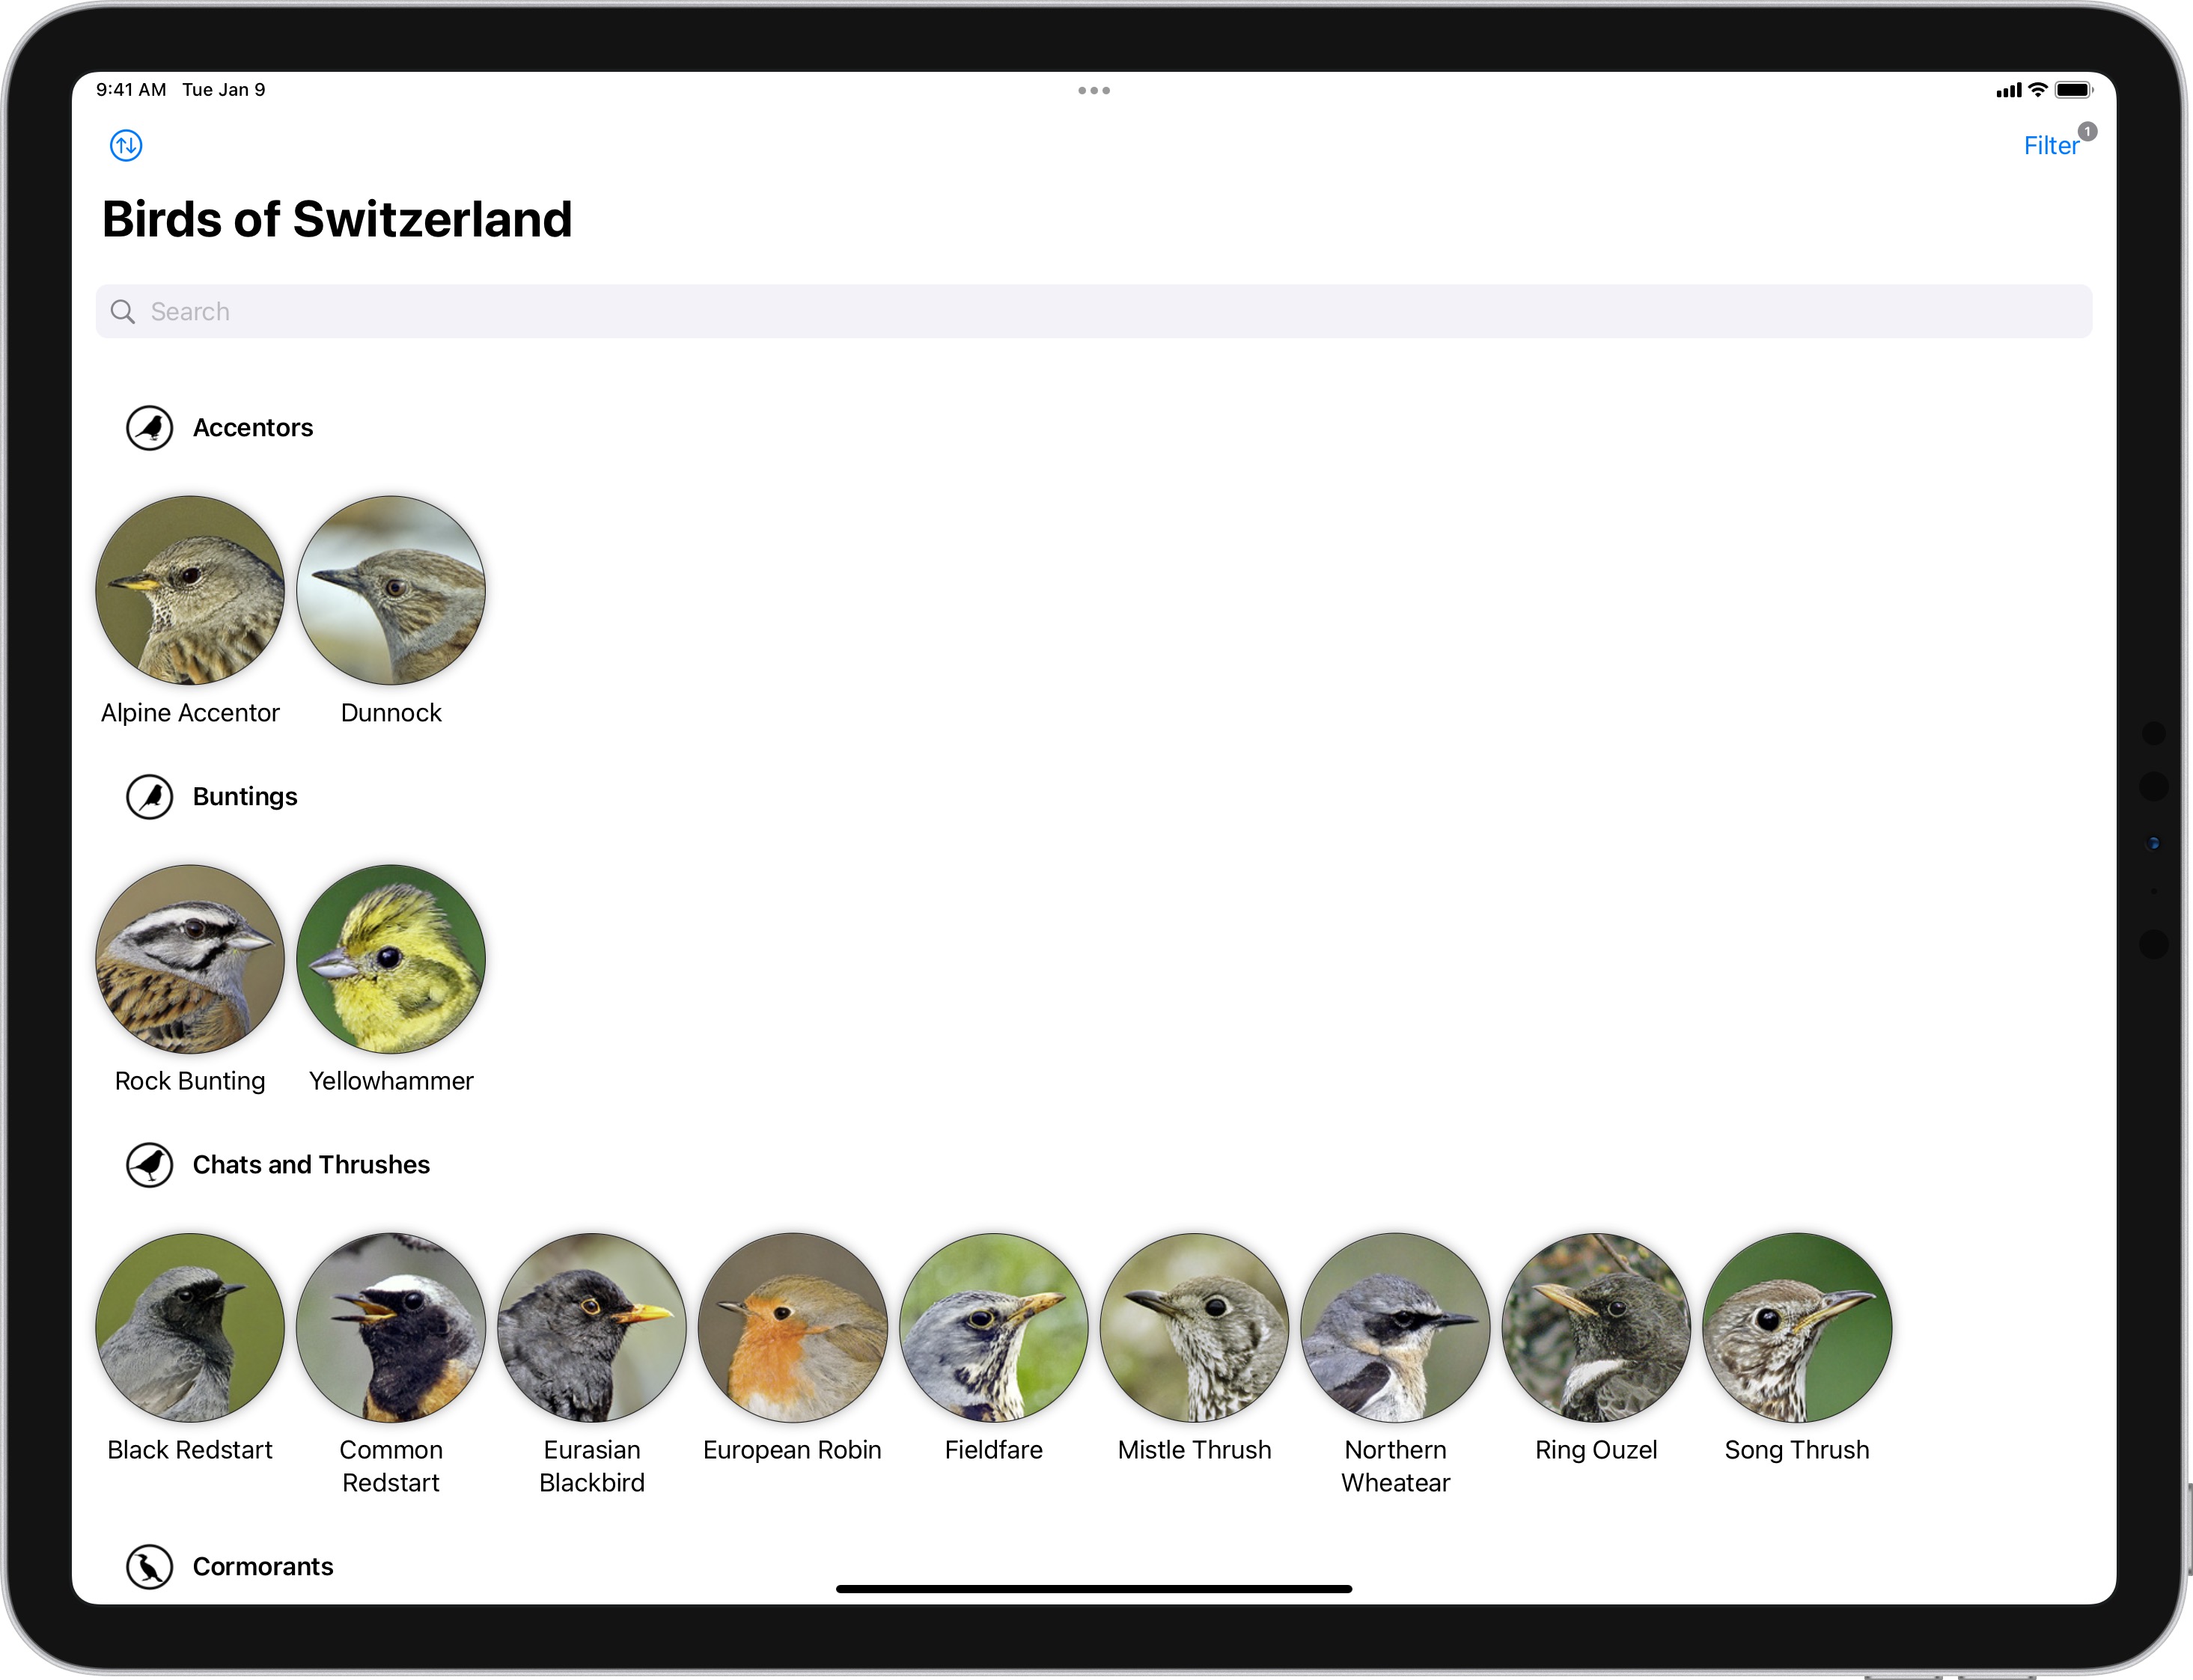 9:41 AM Tue Jan 9
Filter 1
Birds of Switzerland
Search
Accentors
Alpine Accentor
Dunnock
Buntings
Rock Bunting
Yellowhammer
Chats and Thrushes
Black Redstart
Common
Redstart
Eurasian
Blackbird
European Robin
Fieldfare
Mistle Thrush
Northern
Wheatear
Ring Ouzel
Song Thrush
Cormorants